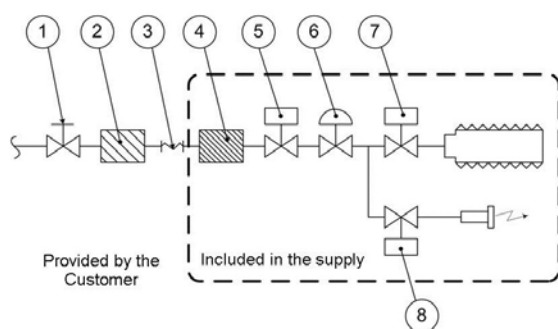 1 2 3 4 5 6 7
Provided by the
Customer
Included in the supply
8